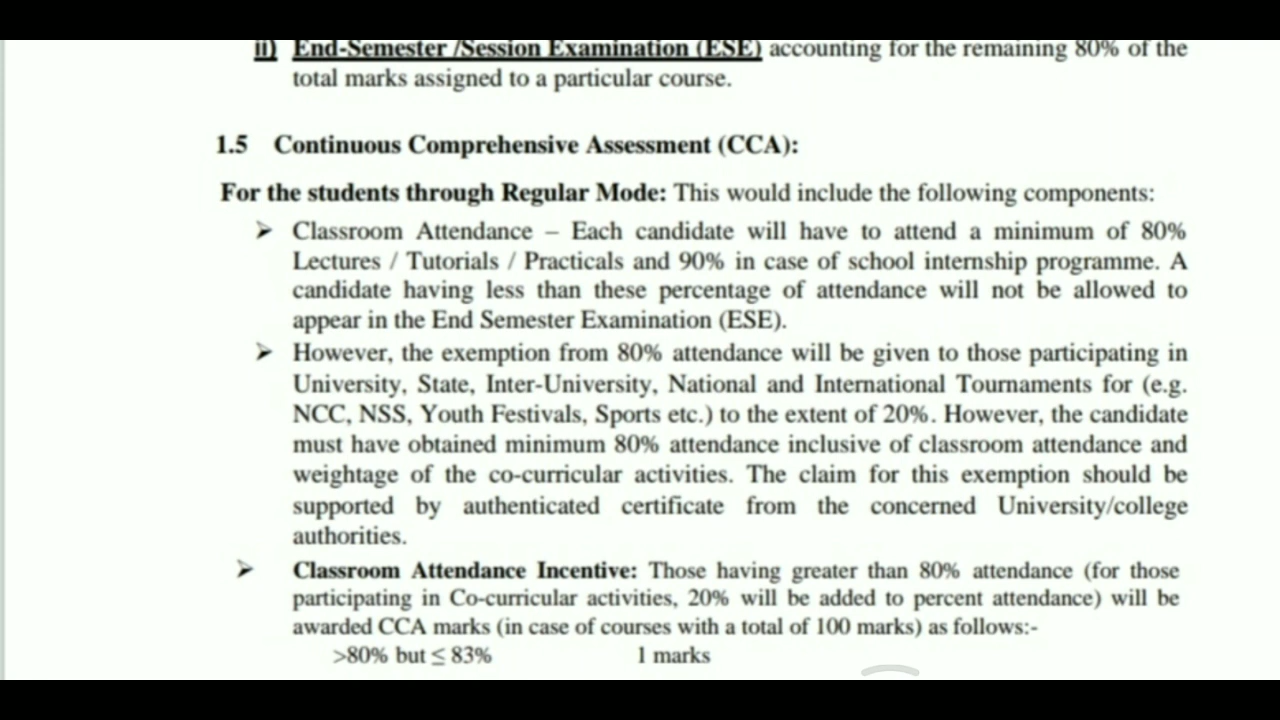 ii) End-Semester /Session Examination (ESE) accounting for the remaining 80% of the
total marks assigned to a particular course.
1.5 Continuous Comprehensive Assessment (CCA):
For the students through Regular Mode: This would include the following components:
➢ Classroom Attendance – Each candidate will have to attend a minimum of 80%
Lectures / Tutorials / Practicals and 90% in case of school internship programme. A
candidate having less than these percentage of attendance will not be allowed to
appear in the End Semester Examination (ESE).
➢ However, the exemption from 80% attendance will be given to those participating in
University, State, Inter-University, National and International Tournaments for (e.g.
NCC, NSS, Youth Festivals, Sports etc.) to the extent of 20%. However, the candidate
must have obtained minimum 80% attendance inclusive of classroom attendance and
weightage of the co-curricular activities. The claim for this exemption should be
supported by authenticated certificate from the concerned University/college
authorities.
➢ Classroom Attendance Incentive: Those having greater than 80% attendance (for those
participating in Co-curricular activities, 20% will be added to percent attendance) will be
awarded CCA marks (in case of courses with a total of 100 marks) as follows:-
>80% but ≤ 83% 1 marks